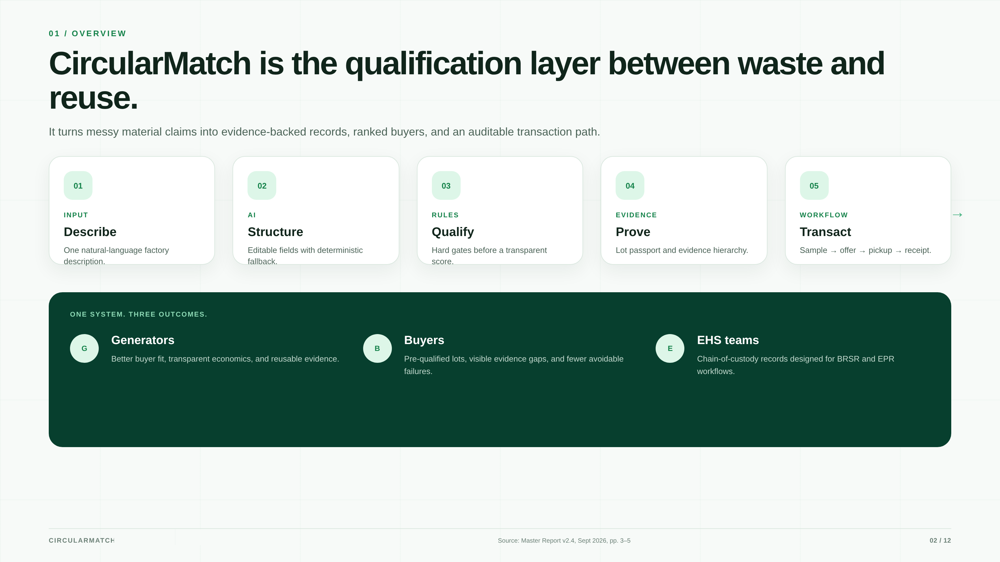 01 / OVERVIEW
CircularMatch is the qualification layer between waste and
reuse.
It turns messy material claims into evidence-backed records, ranked buyers, and an auditable transaction path.
01
INPUT
Describe
One natural-language factory
description.
02
AI
Structure
Editable fields with deterministic
fallback.
03
RULES
Qualify
Hard gates before a transparent
score.
04
EVIDENCE
Prove
Lot passport and evidence hierarchy.
05
WORKFLOW
Transact
Sample → offer → pickup → receipt.
→
ONE SYSTEM. THREE OUTCOMES.
G
Generators
Better buyer fit, transparent economics, and reusable evidence.
B
Buyers
Pre-qualified lots, visible evidence gaps, and fewer avoidable
failures.
E
EHS teams
Chain-of-custody records designed for BRSR and EPR
workflows.
CIRCULARMATCH
Source: Master Report v2.4, Sept 2026, pp. 3–5
02 / 12